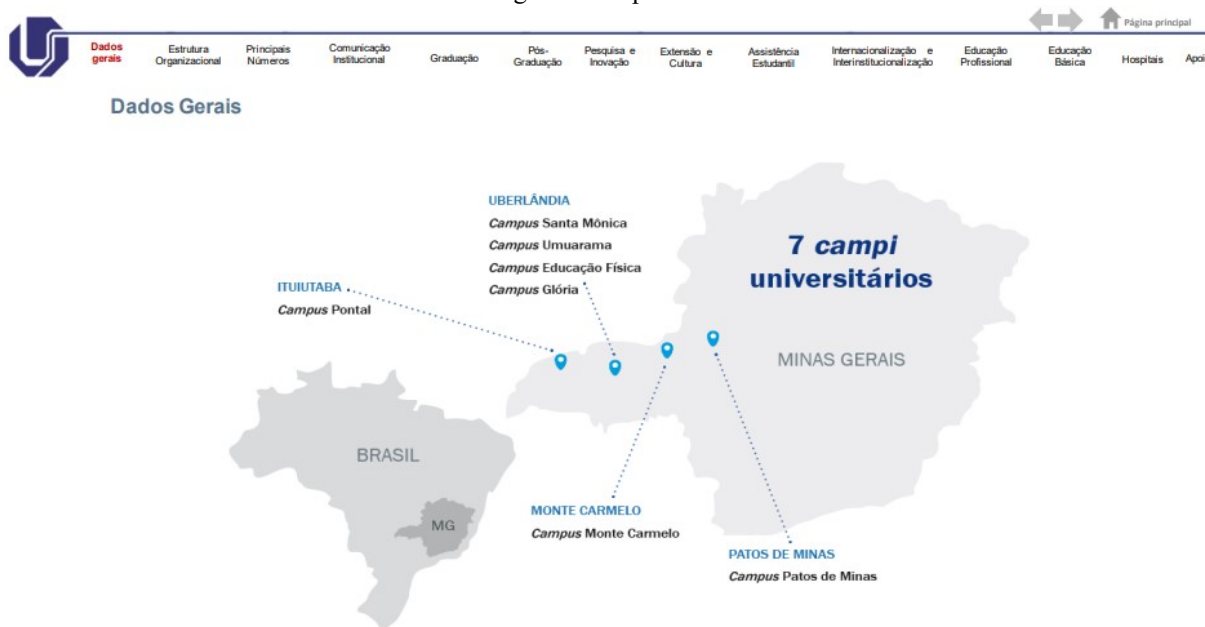 Página principal
Dados gerais
Estrutura Organizacional
Principais Números
Comunicação Institucional
Graduação
Pós-Graduação
Pesquisa e Inovação
Extensão e Cultura
Assistência Estudantil
Internacionalização e Interinstitucionalização
Educação Profissional
Educação Básica
Hospitais
Apoi
Dados Gerais
UBERLÂNDIA
Campus Santa Mônica
Campus Umuarama
Campus Educação Física
Campus Glória
7 campi
universitários
ITUIUTABA
Campus Pontal
MINAS GERAIS
BRASIL
MG
MONTE CARMELO
Campus Monte Carmelo
PATOS DE MINAS
Campus Patos de Minas